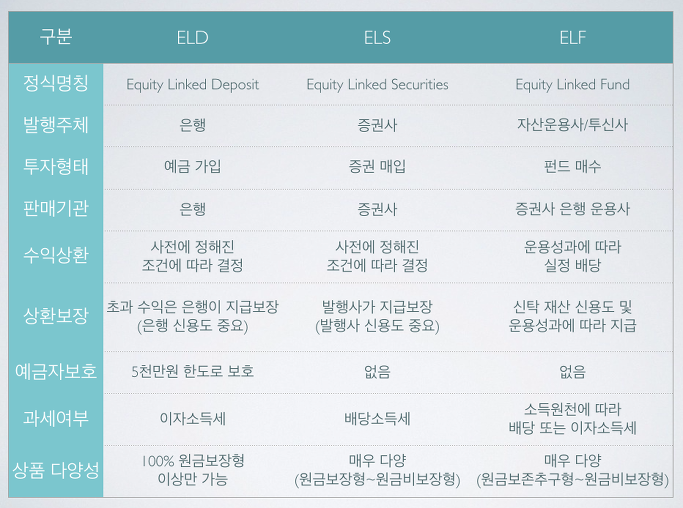 구분 ELD ELS ELF
정식명칭 Equity Linked Deposit Equity Linked Securities Equity Linked Fund
발행주체 은행 증권사 자산운용사/투신사
투자형태 예금 가입 증권 매입 펀드 매수
판매기관 은행 증권사 증권사 은행 운용사
수익상환 사전에 정해진 조건에 따라 결정 사전에 정해진 조건에 따라 결정 운용성과에 따라 실정 배당
상환보장 초과 수익은 은행이 지급보장 (은행 신용도 중요) 발행사가 지급보장 (발행사 신용도 중요) 신탁 재산 신용도 및 운용성과에 따라 지급
예금자보호 5천만원 한도로 보호 없음 없음
과세여부 이자소득세 배당소득세 소득원천에 따라 배당 또는 이자소득세
상품 다양성 100% 원금보장형 이상만 가능 매우 다양 (원금보장형~원금비보장형) 매우 다양 (원금보존추구형~원금비보장형)